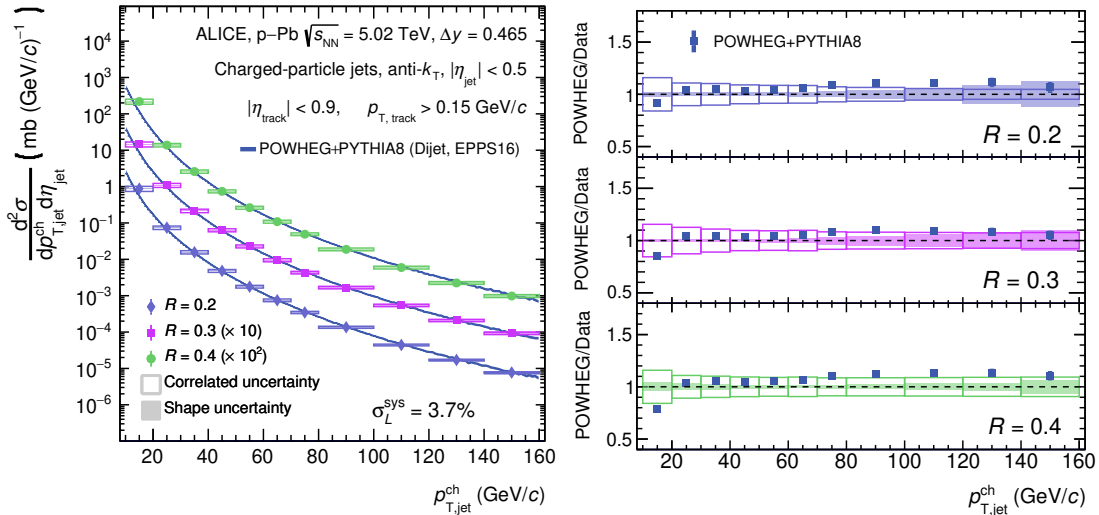 ALICE, p–Pb √s_NN = 5.02 TeV, Δy = 0.465
Charged-particle jets, anti-k_T, |η_jet| < 0.5
|η_track| < 0.9, p_T, track > 0.15 GeV/c
POWHEG+PYTHIA8 (Dijet, EPPS16)
d²σ / dp^ch_T,jet dη_jet { mb (GeV/c)⁻¹ }
10⁴
10³
10²
10
1
10⁻¹
10⁻²
10⁻³
10⁻⁴
10⁻⁵
10⁻⁶
R = 0.2
R = 0.3 (× 10)
R = 0.4 (× 10²)
Correlated uncertainty
Shape uncertainty
σ_L^sys = 3.7%
20 40 60 80 100 120 140 160
p^ch_T,jet (GeV/c)
POWHEG/Data
1.5
1
0.5
POWHEG+PYTHIA8
R = 0.2
POWHEG/Data
1.5
1
0.5
R = 0.3
POWHEG/Data
1.5
1
0.5
R = 0.4
20 40 60 80 100 120 140 160
p^ch_T,jet (GeV/c)